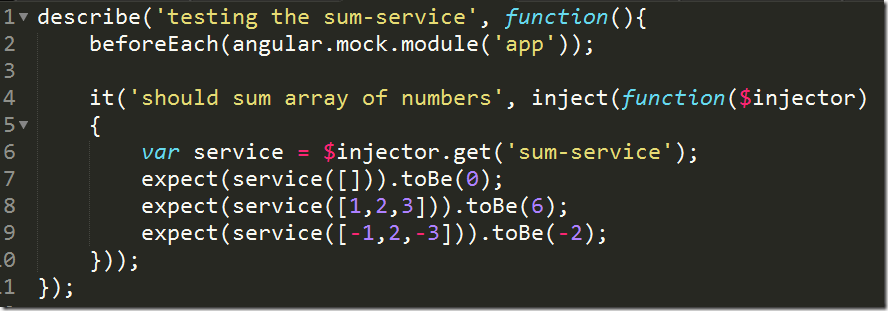 1 describe('testing the sum-service', function(){
2     beforeEach(angular.mock.module('app'));
3
4     it('should sum array of numbers', inject(function($injector)
5     {
6         var service = $injector.get('sum-service');
7         expect(service([])).toBe(0);
8         expect(service([1,2,3])).toBe(6);
9         expect(service([-1,2,-3])).toBe(-2);
10     }));
11 });